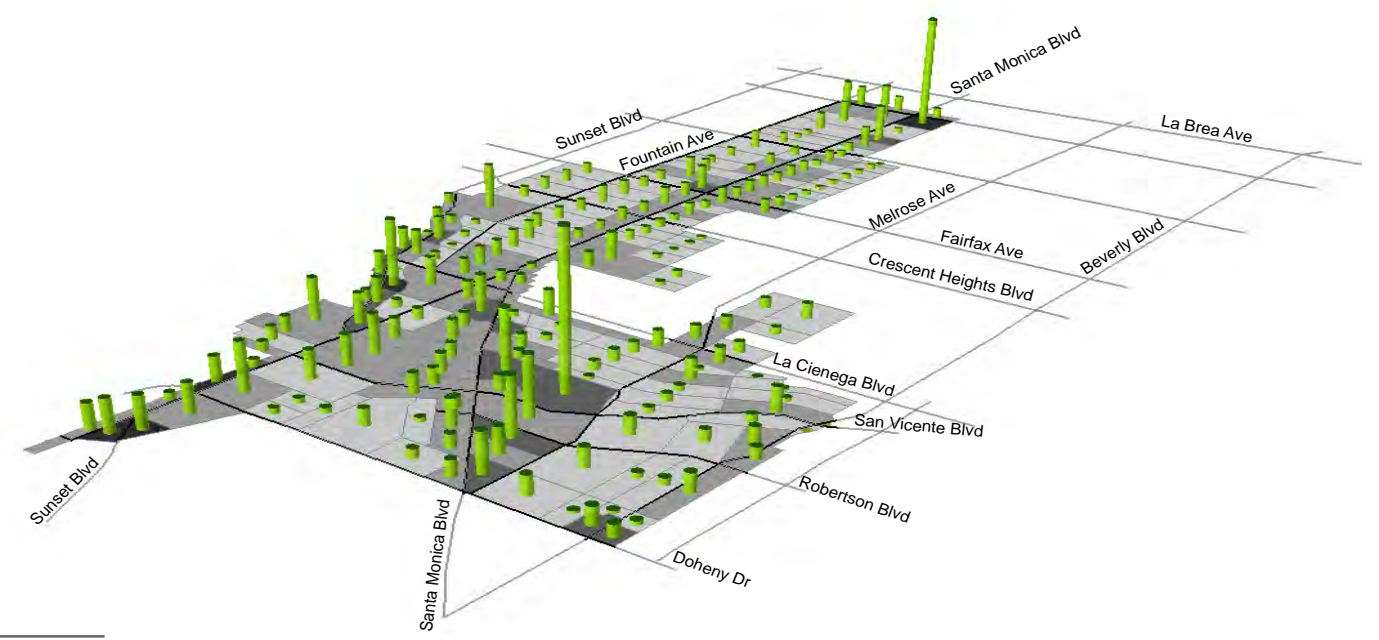 Santa Monica Blvd
La Brea Ave
Sunset Blvd
Fountain Ave
Melrose Ave
Fairfax Ave
Beverly Blvd
Crescent Heights Blvd
La Cienega Blvd
San Vicente Blvd
Sunset Blvd
Robertson Blvd
Santa Monica Blvd
Doheny Dr